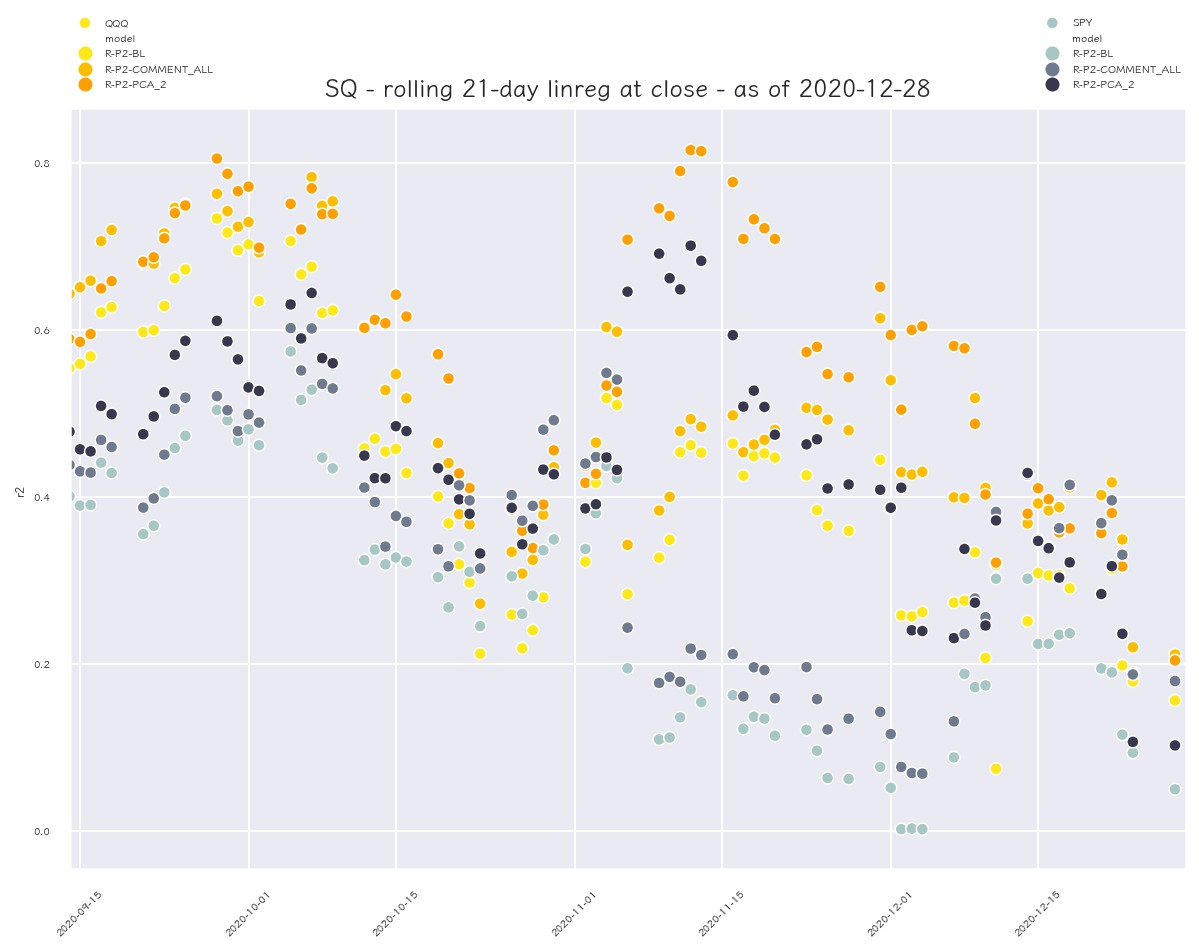 QQQ
model
R-P2-BL
R-P2-COMMENT_ALL
R-P2-PCA_2
SPY
model
R-P2-BL
R-P2-COMMENT_ALL
R-P2-PCA_2
SQ - rolling 21-day linreg at close - as of 2020-12-28
r2
0.8
0.6
0.4
0.2
0.0
2020-09-15
2020-10-01
2020-10-15
2020-11-01
2020-11-15
2020-12-01
2020-12-15